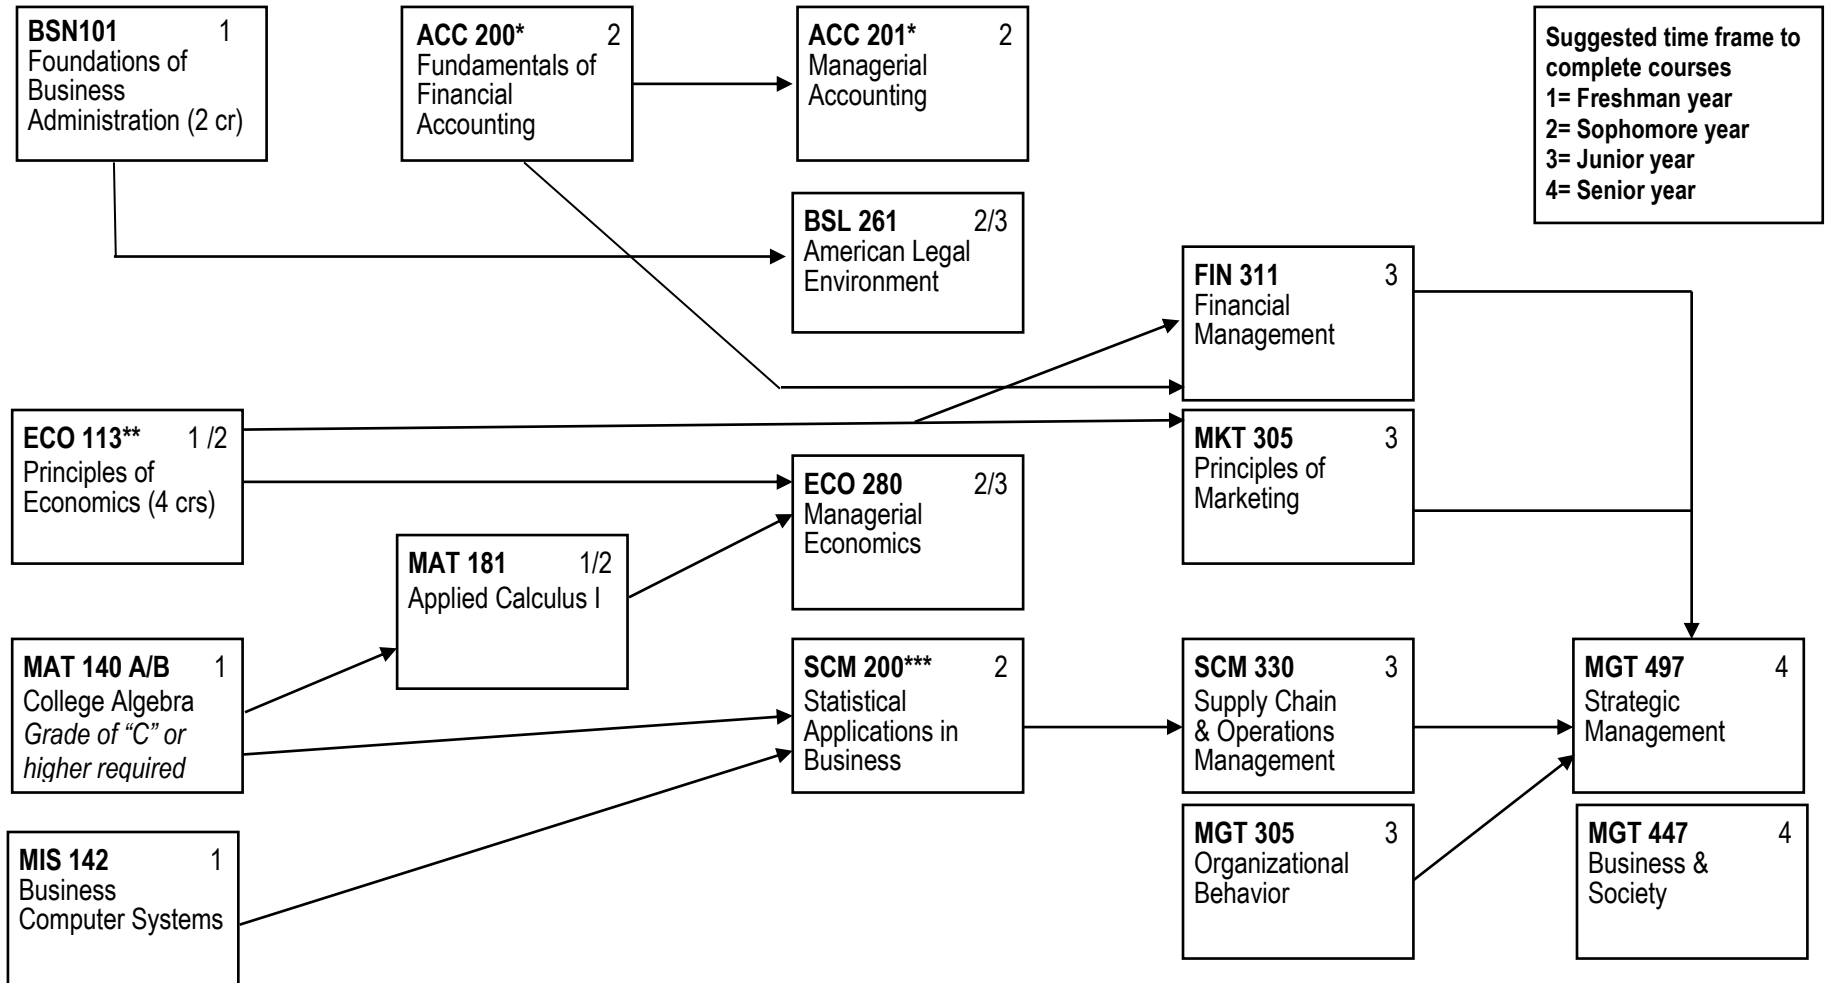 BSN101 1
Foundations of
Business
Administration (2 cr)
ACC 200* 2
Fundamentals of
Financial
Accounting
ACC 201* 2
Managerial
Accounting
Suggested time frame to
complete courses
1= Freshman year
2= Sophomore year
3= Junior year
4= Senior year
BSL 261 2/3
American Legal
Environment
FIN 311 3
Financial
Management
ECO 113** 1 /2
Principles of
Economics (4 crs)
MKT 305 3
Principles of
Marketing
ECO 280 2/3
Managerial
Economics
MAT 181 1/2
Applied Calculus I
MAT 140 A/B 1
College Algebra
Grade of “C” or
higher required
SCM 200*** 2
Statistical
Applications in
Business
SCM 330 3
Supply Chain
& Operations
Management
MGT 497 4
Strategic
Management
MIS 142 1
Business
Computer Systems
MGT 305 3
Organizational
Behavior
MGT 447 4
Business &
Society